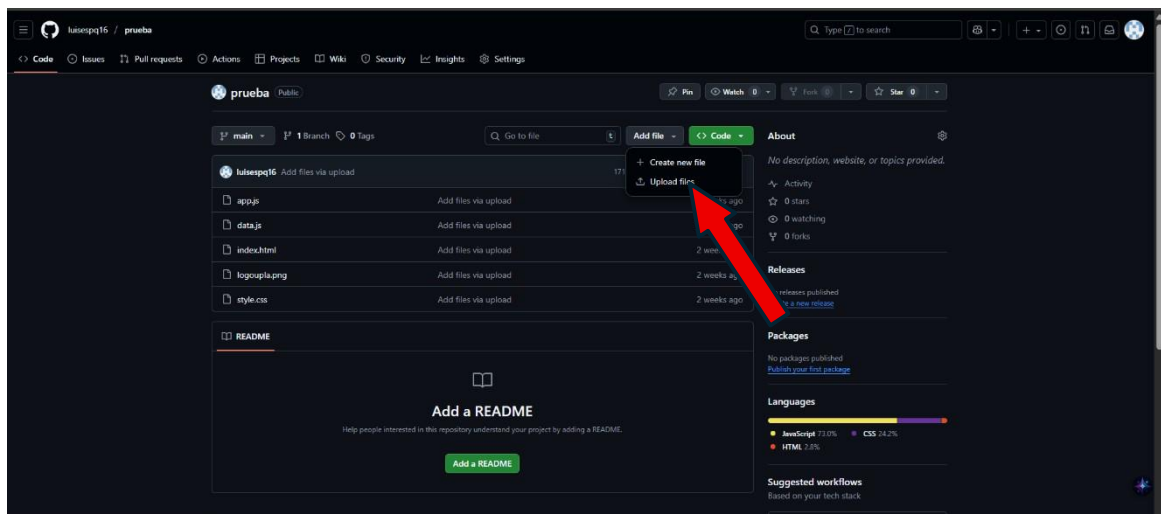 luisespq16 / prueba
Type / to search
Code Issues Pull requests Actions Projects Wiki Security Insights Settings
prueba Public
Pin Watch 0 Fork 0 Star 0
main 1 Branch 0 Tags
Go to file t Add file Code
About
No description, website, or topics provided.
Create new file
Upload files
luisespq16 Add files via upload
171
Activity
app.js Add files via upload ago
0 stars
data.js Add files via upload ago
0 watching
0 forks
index.html Add files via upload 2
logoupla.png Add files via upload 2 weeks
Releases
releases published
a new release
style.css Add files via upload 2 weeks ago
README
Packages
No packages published
Publish your first package
Add a README
Help people interested in this repository understand your project by adding a README.
Add a README
Languages
JavaScript 73.0% CSS 24.2%
HTML 2.8%
Suggested workflows
Based on your tech stack